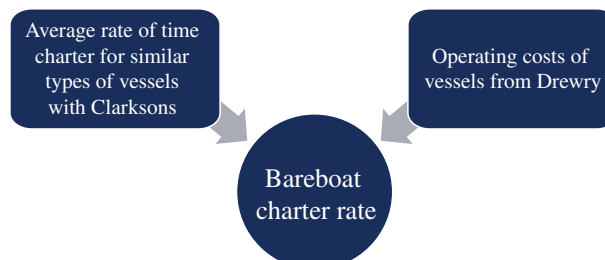 Average rate of time
charter for similar
types of vessels
with Clarksons
Operating costs of
vessels from Drewry
Bareboat
charter rate